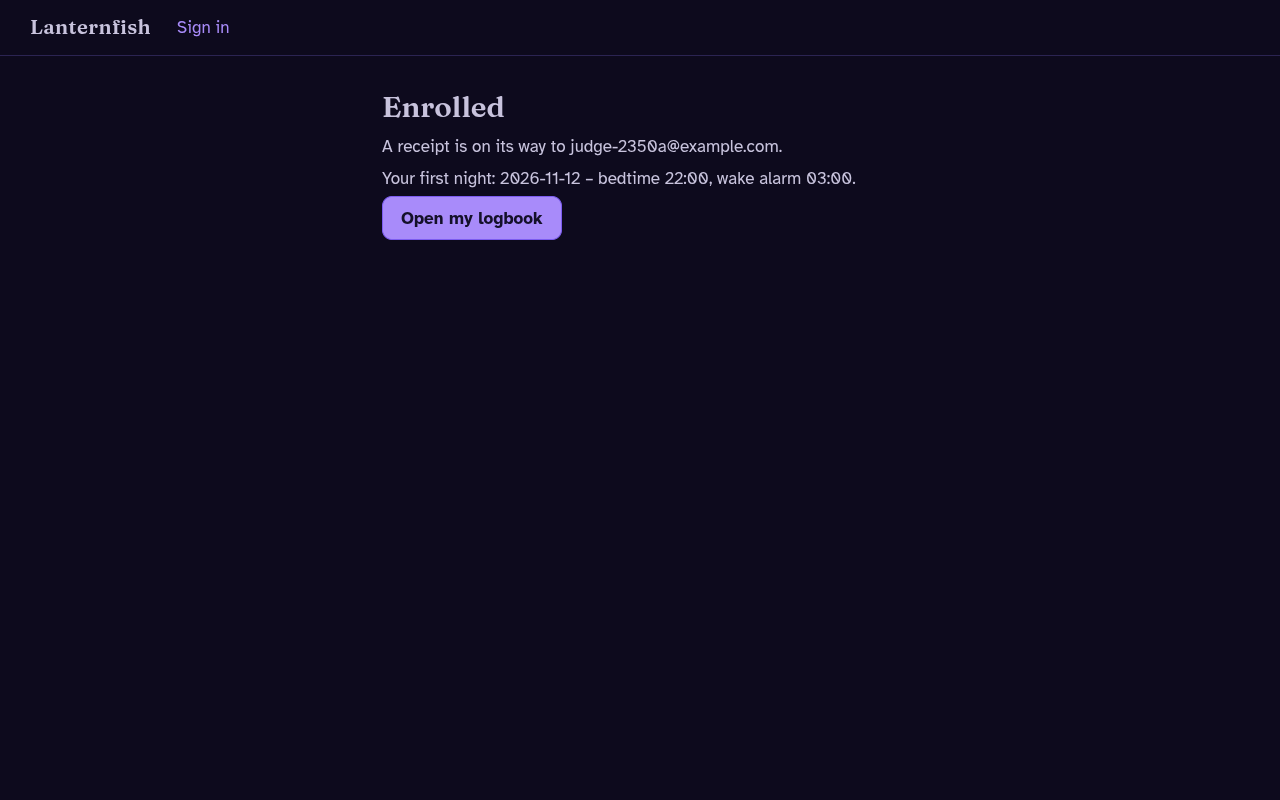 Lanternfish Sign in
Enrolled
A receipt is on its way to judge-2350a@example.com.
Your first night: 2026-11-12 – bedtime 22:00, wake alarm 03:00.
Open my logbook